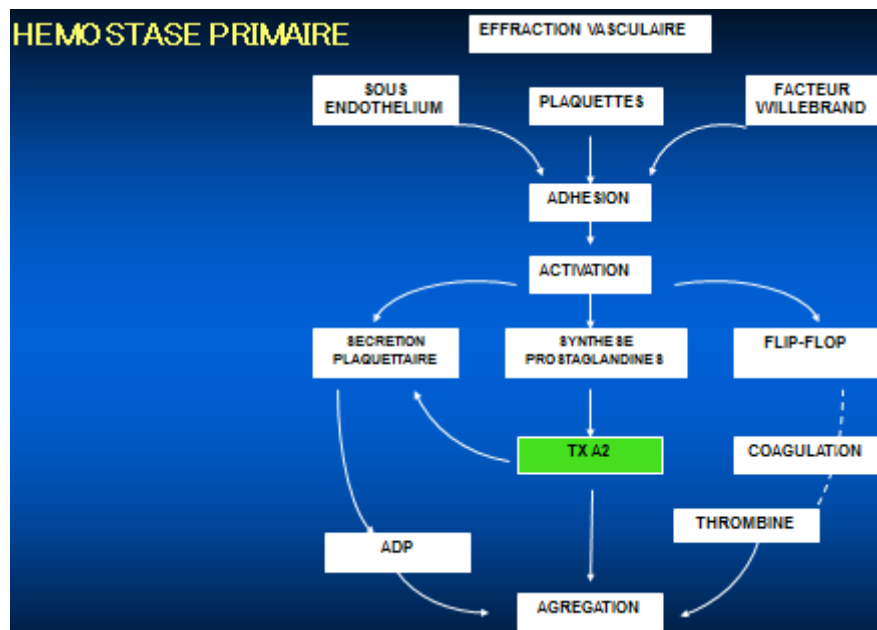 HEMOSTASE PRIMAIRE
EFFRACTION VASCULAIRE
SOUS
ENDOTHELIUM
PLAQUETTES
FACTEUR
WILLEBRAND
ADHESION
ACTIVATION
SECRETION
PLAQUETTAIRE
SYNTHESE
PROSTAGLANDINES
FLIP-FLOP
TX A2
COAGULATION
THROMBINE
ADP
AGREGATION